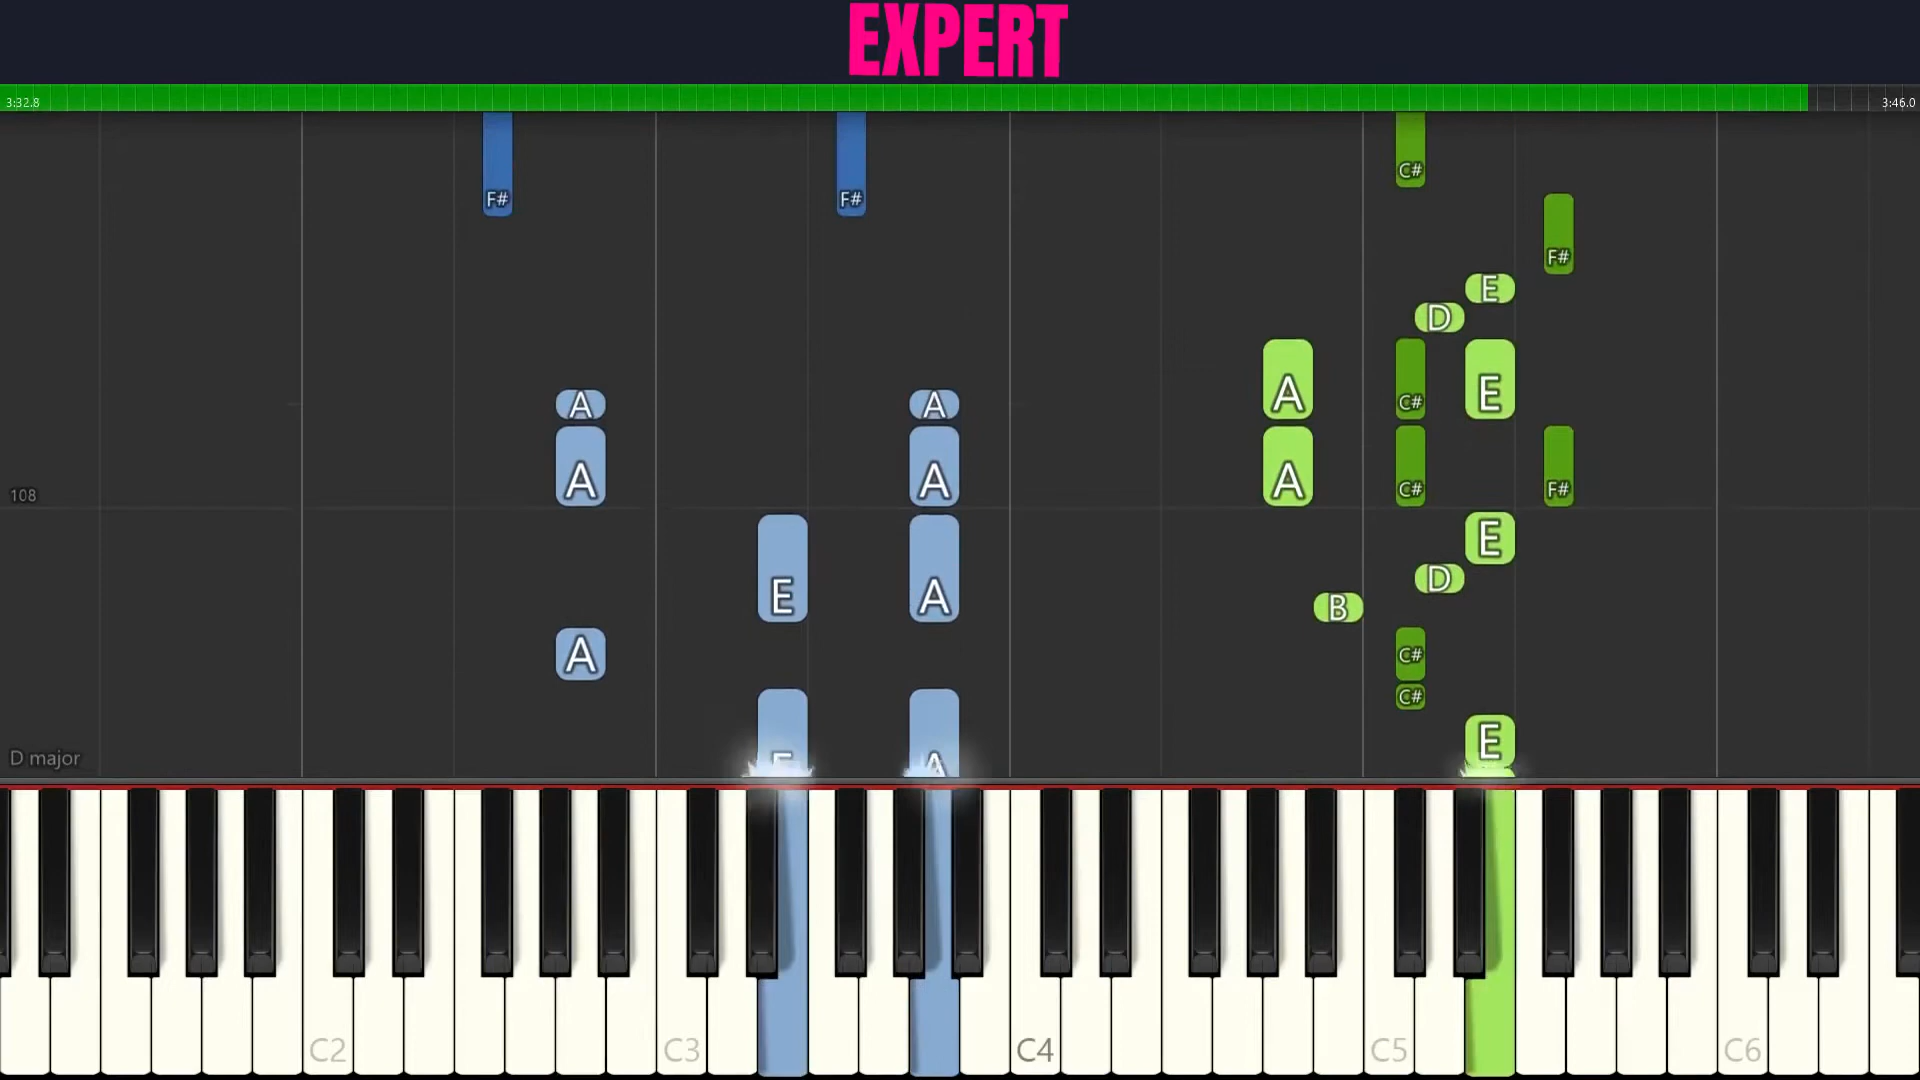 EXPERT
3:32.8 3:46.0
C#
F# F#
F#
E
D
A C# E
A A
A A A C# F#
108
E
D
E A B
A C#
C#
E
D major
E A
C2 C3 C4 C5 C6